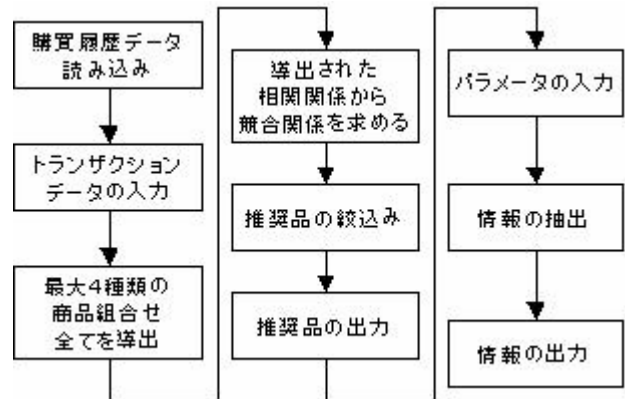 購買履歴データ
読み込み
トランザクション
データの入力
最大4種類の
商品組合せ
全てを導出
導出された
相関関係から
競合関係を求める
推奨品の絞込み
推奨品の出力
パラメータの入力
情報の抽出
情報の出力